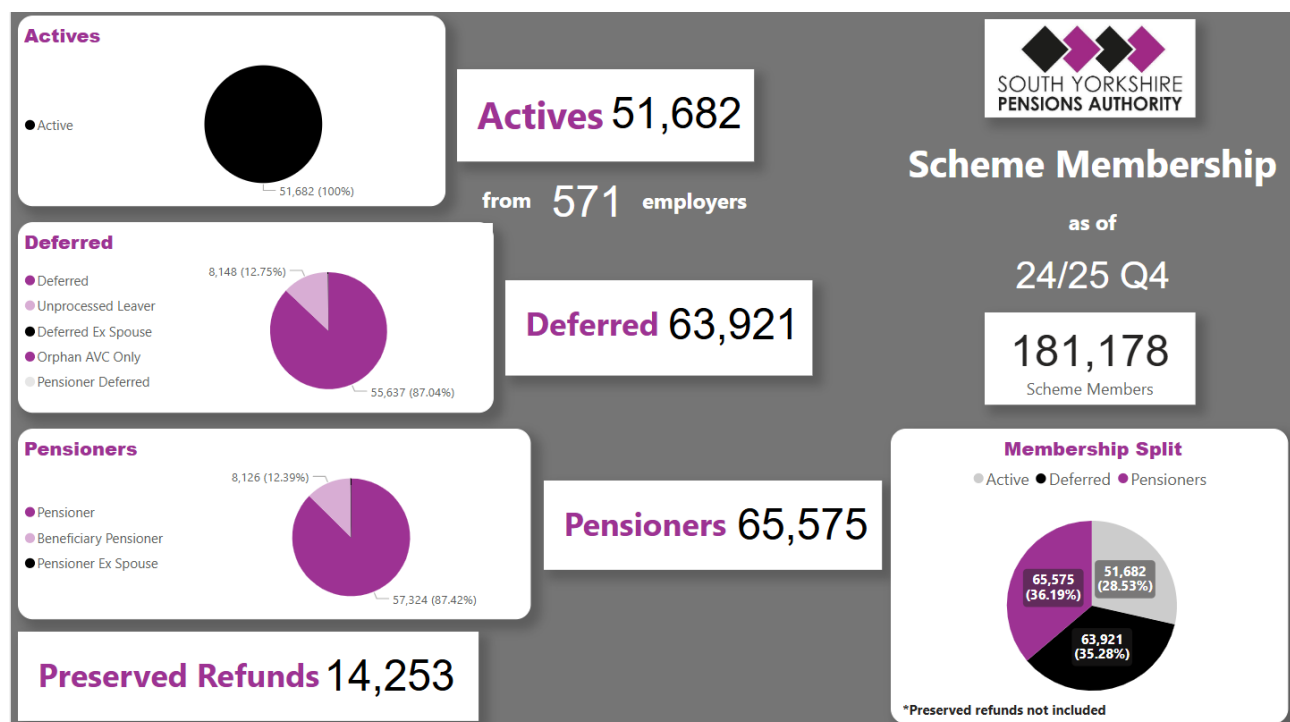 Actives
Active
51,682 (100%)
Actives 51,682
from 571 employers
Deferred
Deferred
Unprocessed Leaver
Deferred Ex Spouse
Orphan AVC Only
Pensioner Deferred
8,148 (12.75%)
55,637 (87.04%)
Deferred 63,921
Pensioners
Pensioner
Beneficiary Pensioner
Pensioner Ex Spouse
8,126 (12.39%)
57,324 (87.42%)
Pensioners 65,575
Preserved Refunds 14,253
SOUTH YORKSHIRE
PENSIONS AUTHORITY
Scheme Membership
as of
24/25 Q4
181,178
Scheme Members
Membership Split
Active Deferred Pensioners
65,575
(36.19%)
51,682
(28.53%)
63,921
(35.28%)
*Preserved refunds not included